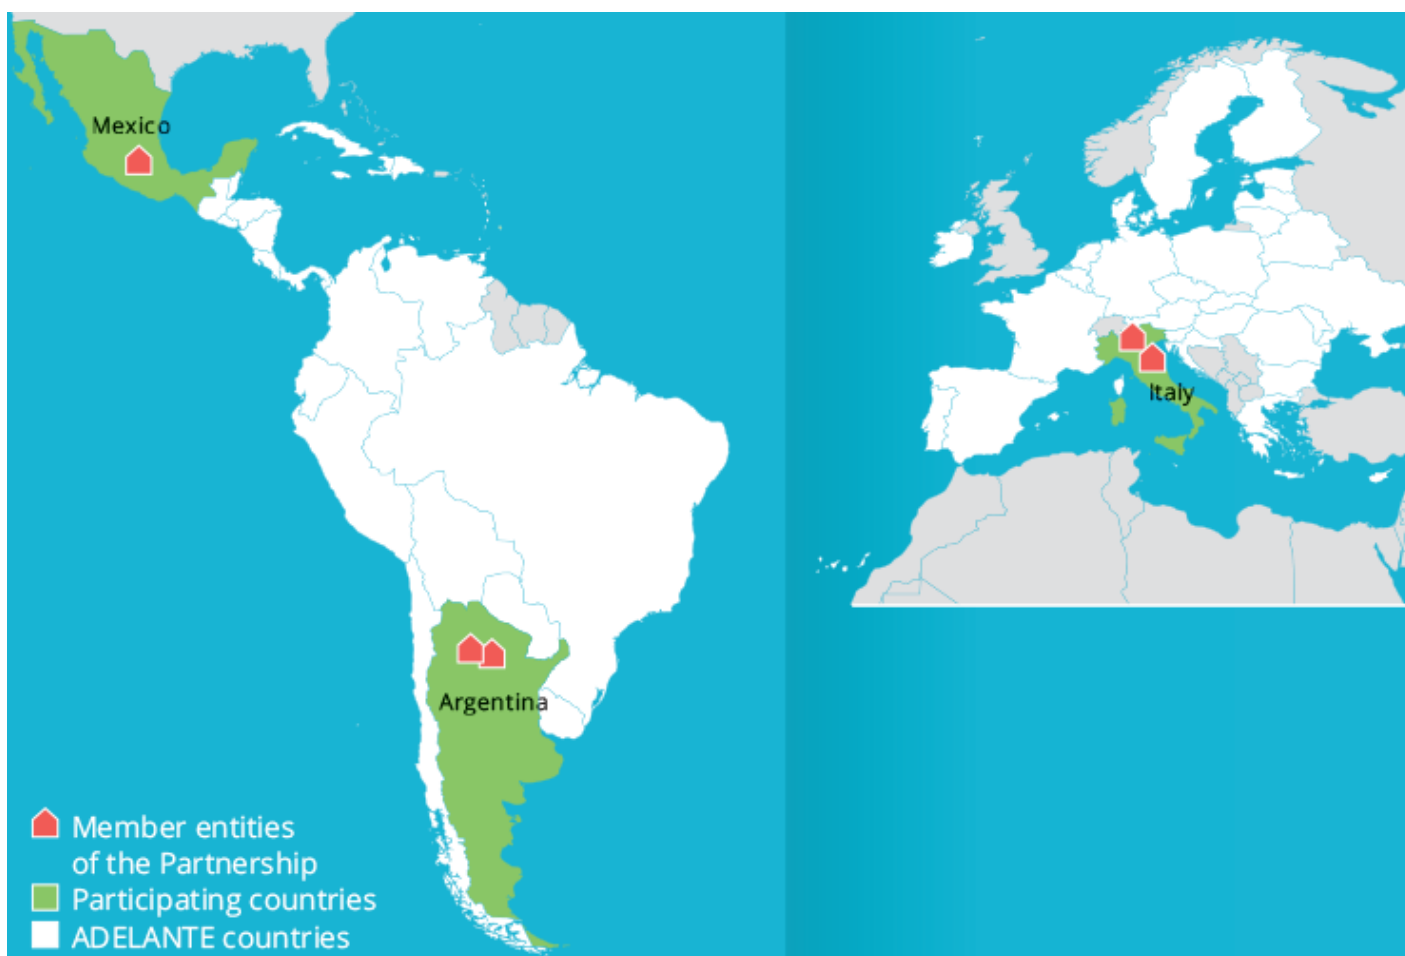 Mexico
Italy
Argentina
Member entities
of the Partnership
Participating countries
ADELANTE countries